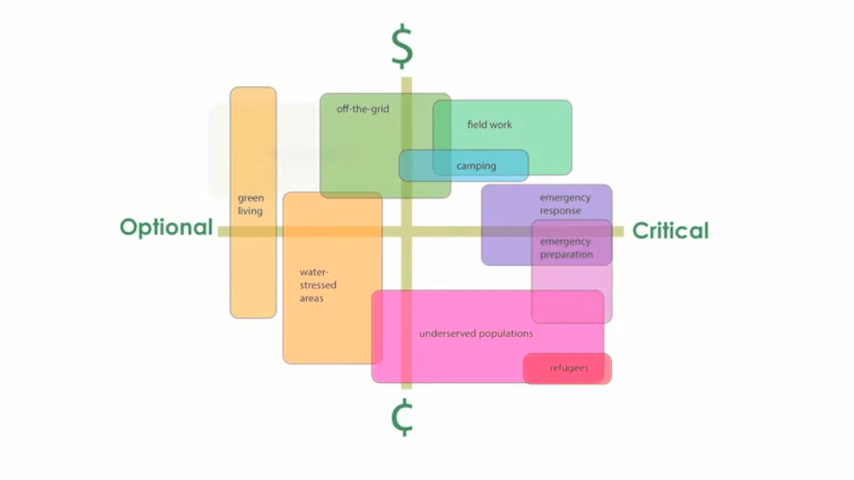 $
off-the-grid
field work
camping
green
living
emergency
response
Optional
Critical
emergency
preparation
water-
stressed
areas
underserved populations
refugees
¢